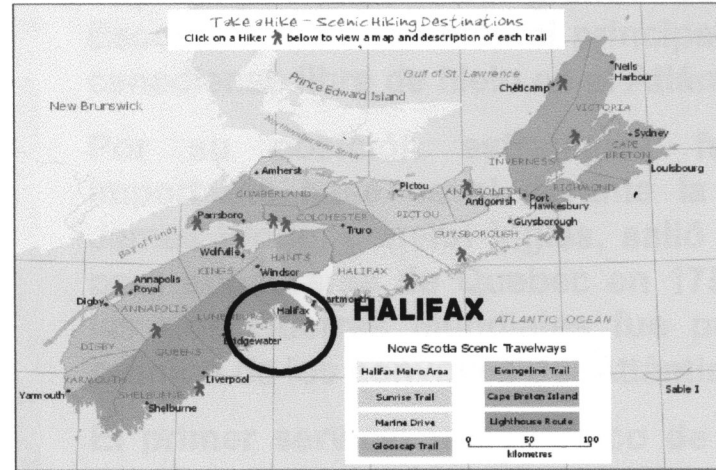 Take a Hike - Scenic Hiking Destinations
Click on a Hiker below to view a map and description of each trail
Neils
Harbour
Gulf of St. Lawrence
Chéticamp
Prince Edward Island
New Brunswick
VICTORIA
Northumberland Strait
Sydney
CAPE
BRETON
INVERNESS
Louisbourg
Amherst
RICHMOND
Pictou
ANTIGONISH
CUMBERLAND
Antigonish
Port
Hawkesbury
Parrsboro
COLCHESTER
PICTOU
Guysborough
Truro
Bay of Fundy
GUYSBOROUGH
Wolfville
HANTS
KINGS
Windsor
HALIFAX
Annapolis
Royal
Digby
ANNAPOLIS
Dartmouth
HALIFAX
LUNENBURG
Halifax
ATLANTIC OCEAN
Bridgewater
DIGBY
QUEENS
Nova Scotia Scenic Travelways
Halifax Metro Area
Evangeline Trail
Liverpool
YARMOUTH
Sunrise Trail
Cape Breton Island
Sable I
Yarmouth
SHELBURNE
Shelburne
Marine Drive
Lighthouse Route
Glooscap Trail
0 50 100
kilometres